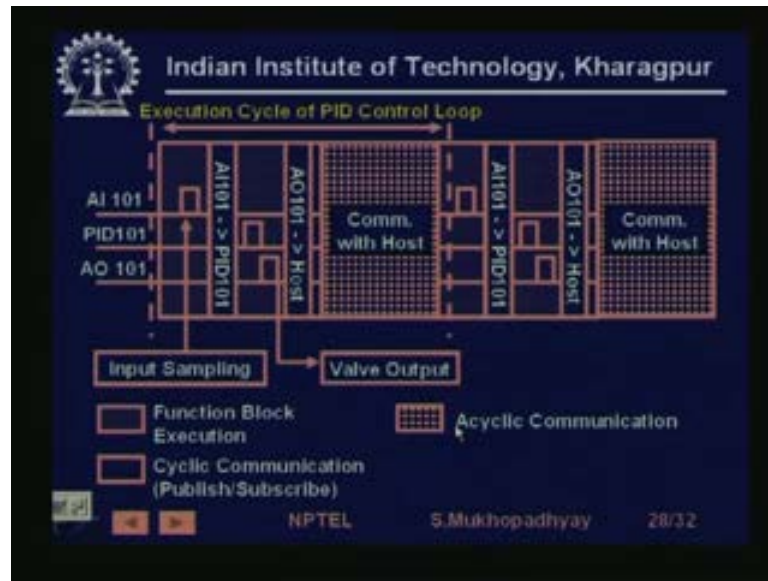 Indian Institute of Technology, Kharagpur
Execution Cycle of PID Control Loop
AI 101
PID101
AO 101
AI101 - > PID101
AO101 - > Host
Comm.
with Host
AI101 - > PID101
AO101 - > Host
Comm.
with Host
Input Sampling
Valve Output
Function Block
Execution
Acyclic Communication
Cyclic Communication
(Publish/Subscribe)
NPTEL
S.Mukhopadhyay
28/32